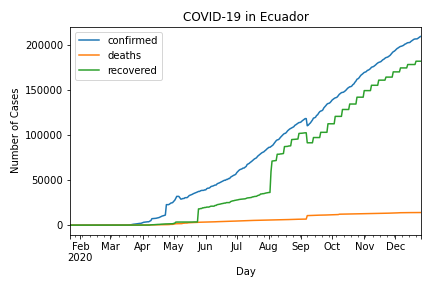 COVID-19 in Ecuador
confirmed
deaths
recovered
Number of Cases
200000
150000
100000
50000
0
Feb Mar Apr May Jun Jul Aug Sep Oct Nov Dec
2020
Day